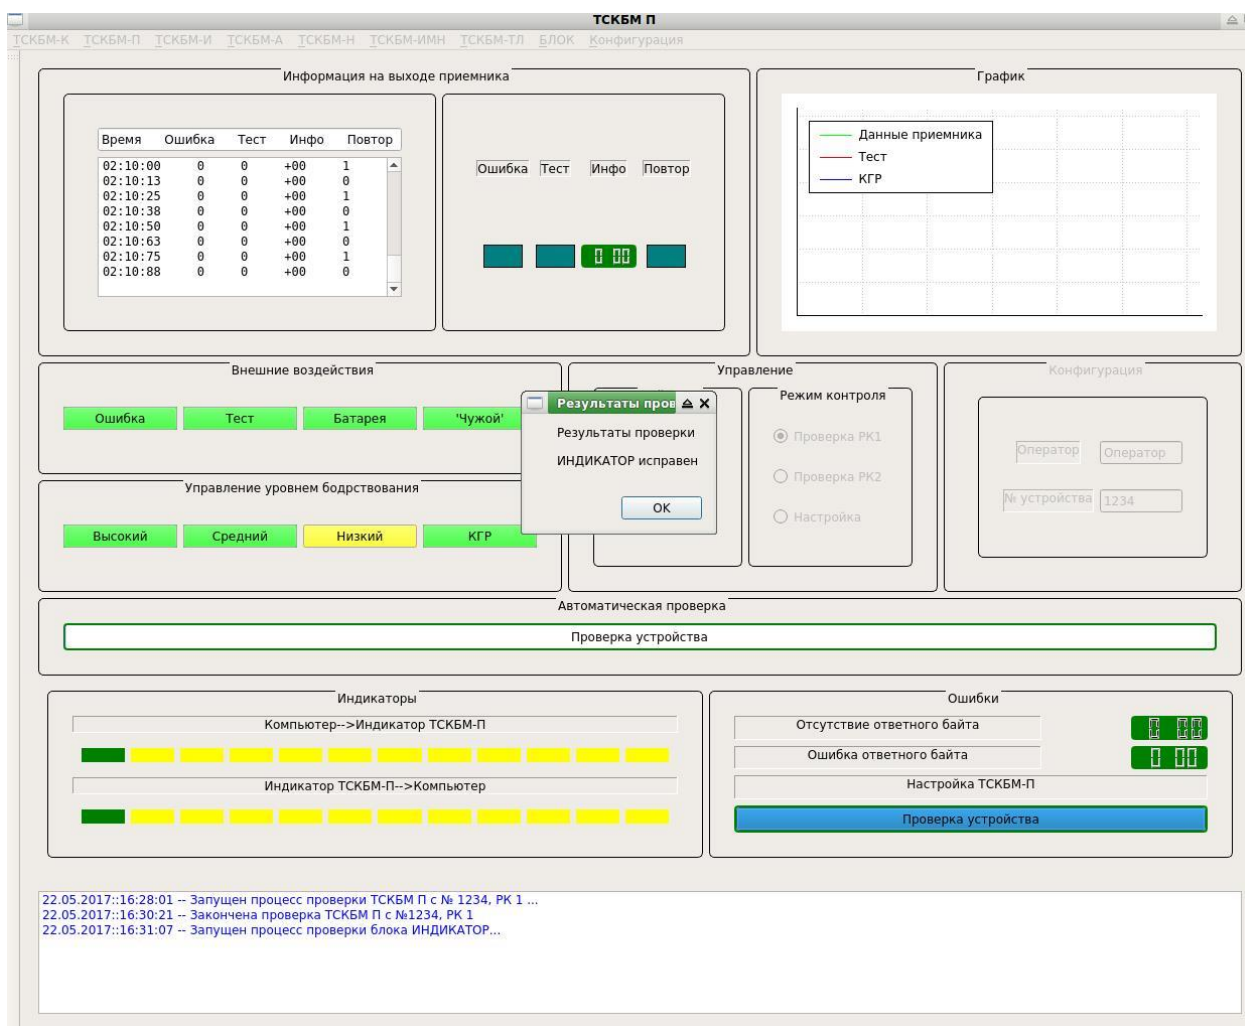 ТСКБМ П
ТСКБМ-К ТСКБМ-П ТСКБМ-И ТСКБМ-А ТСКБМ-Н ТСКБМ-ИМН ТСКБМ-ТЛ БЛОК Конфигурация
Информация на выходе приемника
Время Ошибка Тест Инфо Повтор
02:10:00 0 0 +00 1
02:10:13 0 0 +00 0
02:10:25 0 0 +00 1
02:10:38 0 0 +00 0
02:10:50 0 0 +00 1
02:10:63 0 0 +00 0
02:10:75 0 0 +00 1
02:10:88 0 0 +00 0
Ошибка Тест Инфо Повтор
0 00
График
Данные приемника
Тест
КГР
Внешние воздействия
Ошибка Тест Батарея 'Чужой'
Управление уровнем бодрствования
Высокий Средний Низкий КГР
Управление
Результаты пров
Результаты проверки
ИНДИКАТОР исправен
OK
Режим контроля
Проверка РК1
Проверка РК2
Настройка
Конфигурация
Оператор Оператор
№ устройства 1234
Автоматическая проверка
Проверка устройства
Индикаторы
Компьютер-->Индикатор ТСКБМ-П
Индикатор ТСКБМ-П-->Компьютер
Ошибки
Отсутствие ответного байта 0 00
Ошибка ответного байта 0 00
Настройка ТСКБМ-П
Проверка устройства
22.05.2017::16:28:01 -- Запущен процесс проверки ТСКБМ П с № 1234, РК 1 ...
22.05.2017::16:30:21 -- Закончена проверка ТСКБМ П с №1234, РК 1
22.05.2017::16:31:07 -- Запущен процесс проверки блока ИНДИКАТОР...